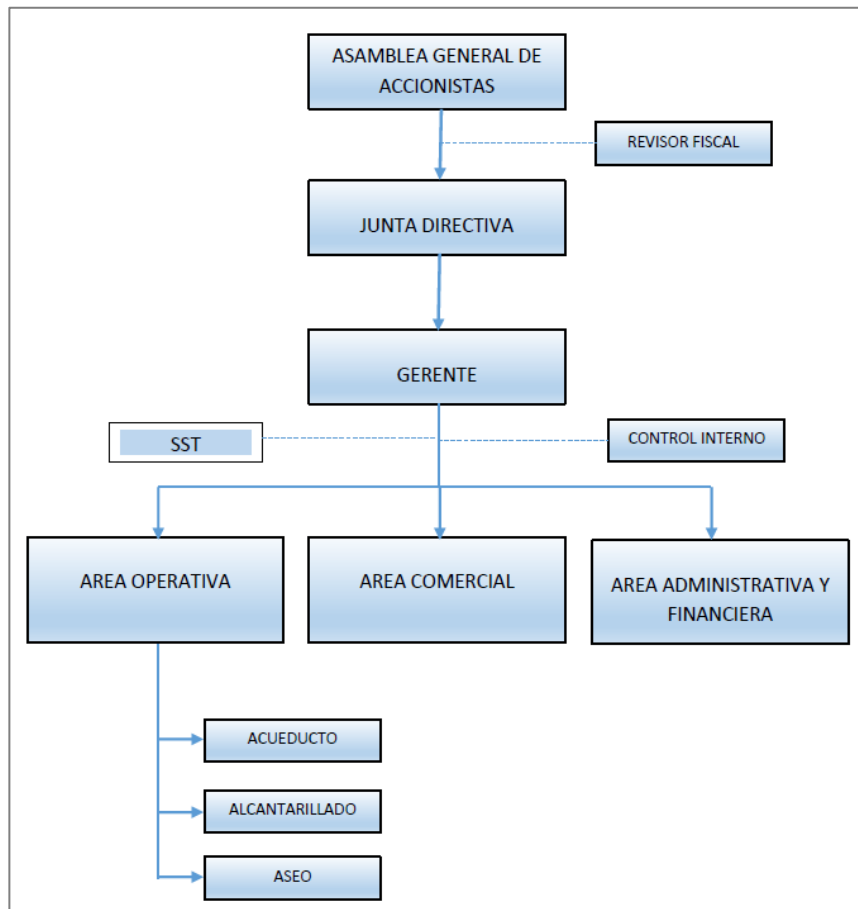 ASAMBLEA GENERAL DE
ACCIONISTAS
REVISOR FISCAL
JUNTA DIRECTIVA
GERENTE
SST
CONTROL INTERNO
AREA OPERATIVA
AREA COMERCIAL
AREA ADMINISTRATIVA Y
FINANCIERA
ACUEDUCTO
ALCANTARILLADO
ASEO